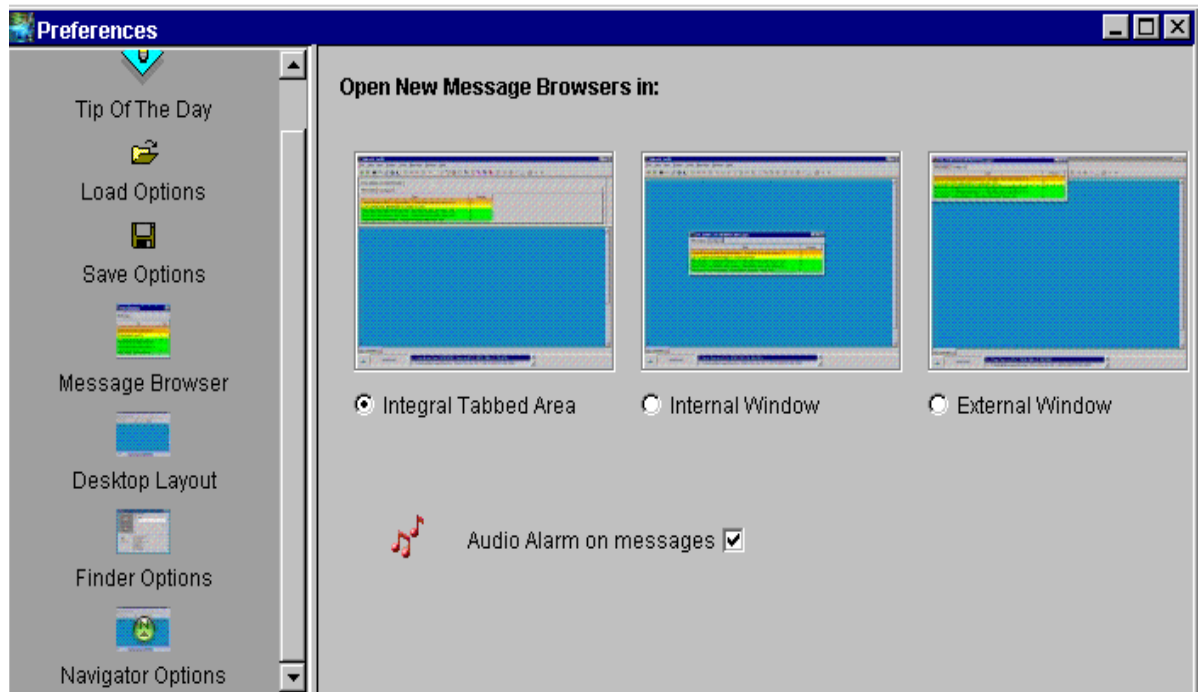 Preferences
Tip Of The Day
Load Options
Save Options
Message Browser
Desktop Layout
Finder Options
Navigator Options
Open New Message Browsers in:
Integral Tabbed Area
Internal Window
External Window
Audio Alarm on messages